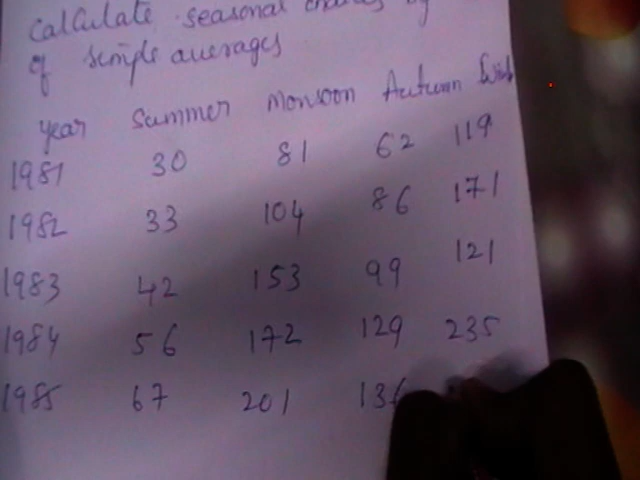 Calculate seasonal by
of simple averages
year Summer Monsoon Autumn
1981 30 81 62 119
1982 33 104 86 171
1983 42 153 99 121
1984 56 172 129 235
1985 67 201